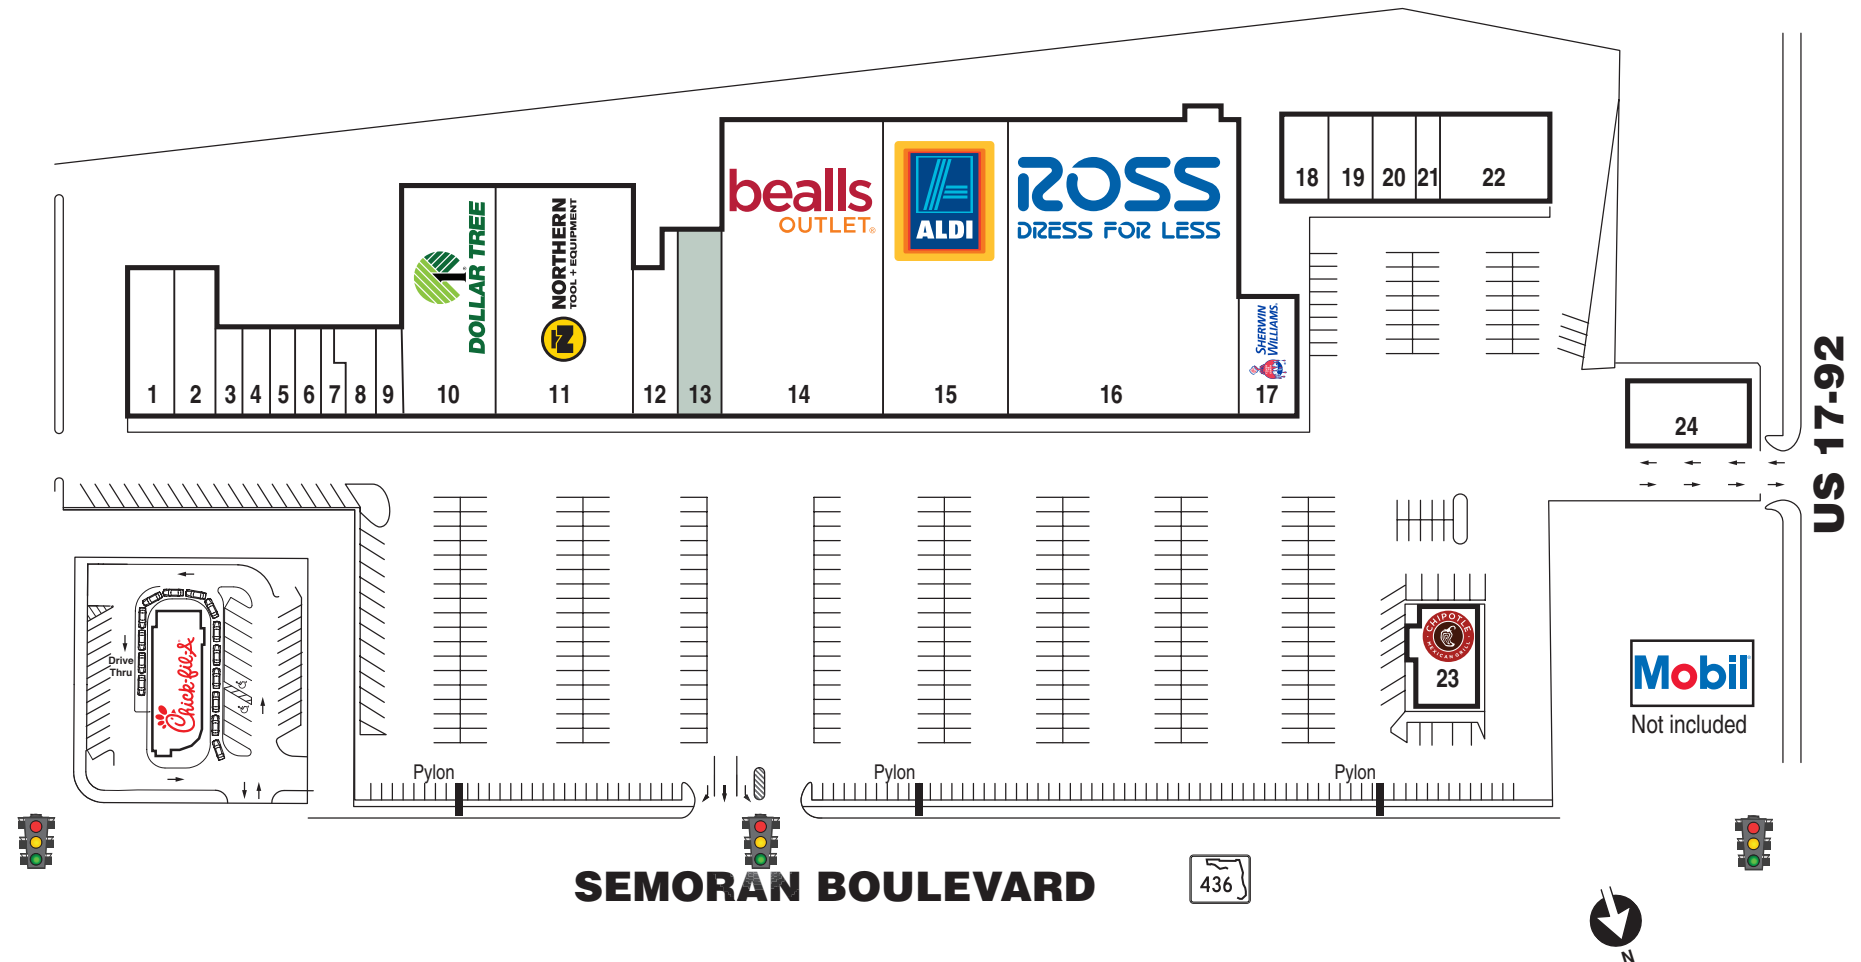 bealls
OUTLET®
ALDI
ROSS
DRESS FOR LESS
18 19 20 21 22
DOLLAR TREE
NORTHERN
TOOL + EQUIPMENT
N
SHERWIN
WILLIAMS.
1 2 3 4 5 6 7 8 9 10 11 12 13 14 15 16 17
24
US 17-92
Drive
Thru
Chick-fil-A
CHIPOTLE
MEXICAN GRILL
23
Mobil
Not included
Pylon Pylon Pylon
SEMORAN BOULEVARD
436
N